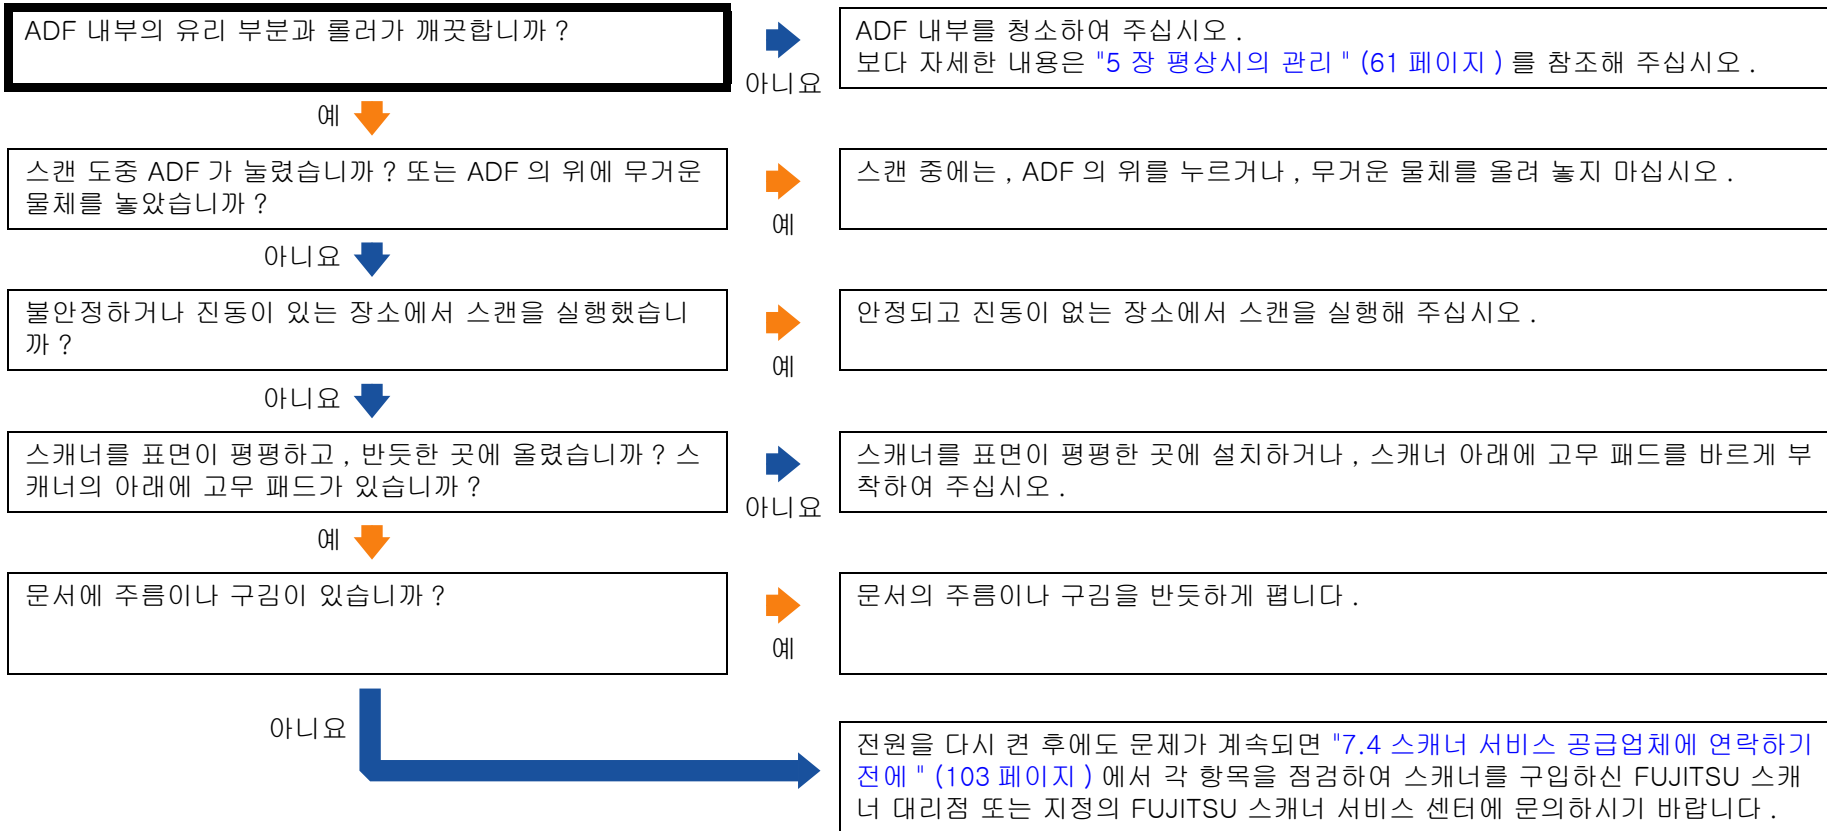 ADF 내부의 유리 부분과 롤러가 깨끗합니까 ?
아니요
ADF 내부를 청소하여 주십시오 .
보다 자세한 내용은 "5 장 평상시의 관리 " (61 페이지 ) 를 참조해 주십시오 .
예
스캔 도중 ADF 가 눌렸습니까 ? 또는 ADF 의 위에 무거운
물체를 놓았습니까 ?
예
스캔 중에는 , ADF 의 위를 누르거나 , 무거운 물체를 올려 놓지 마십시오 .
아니요
불안정하거나 진동이 있는 장소에서 스캔을 실행했습니
까 ?
예
안정되고 진동이 없는 장소에서 스캔을 실행해 주십시오 .
아니요
스캐너를 표면이 평평하고 , 반듯한 곳에 올렸습니까 ? 스
캐너의 아래에 고무 패드가 있습니까 ?
아니요
스캐너를 표면이 평평한 곳에 설치하거나 , 스캐너 아래에 고무 패드를 바르게 부
착하여 주십시오 .
예
문서에 주름이나 구김이 있습니까 ?
예
문서의 주름이나 구김을 반듯하게 폅니다 .
아니요
전원을 다시 켠 후에도 문제가 계속되면 "7.4 스캐너 서비스 공급업체에 연락하기
전에 " (103 페이지 ) 에서 각 항목을 점검하여 스캐너를 구입하신 FUJITSU 스캐
너 대리점 또는 지정의 FUJITSU 스캐너 서비스 센터에 문의하시기 바랍니다 .